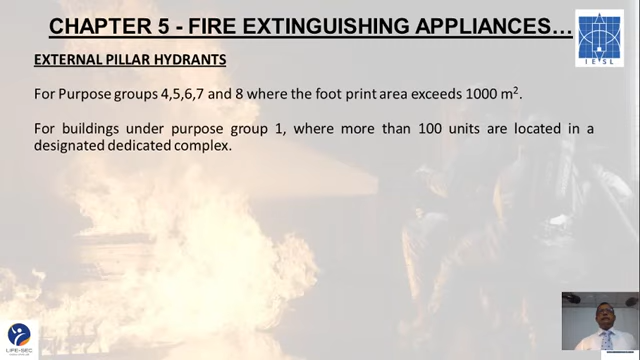 CHAPTER 5 - FIRE EXTINGUISHING APPLIANCES…
IESL
EXTERNAL PILLAR HYDRANTS
For Purpose groups 4,5,6,7 and 8 where the foot print area exceeds 1000 m².
For buildings under purpose group 1, where more than 100 units are located in a
designated dedicated complex.
LIFE-SEC